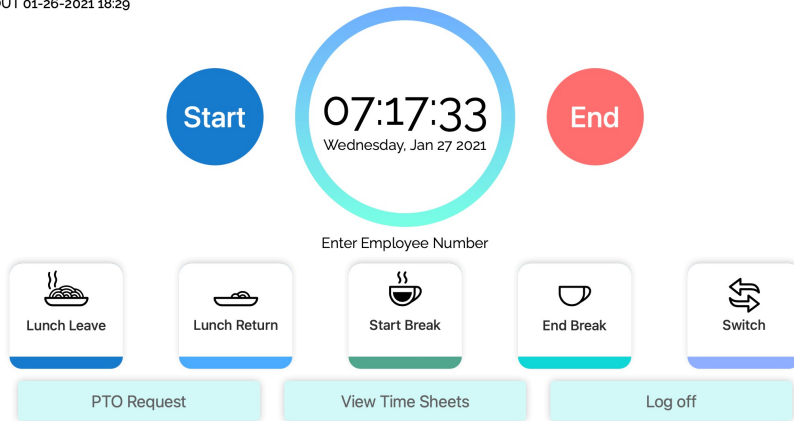 01-26-2021 18:29
Start
07:17:33
End
Wednesday, Jan 27 2021
Enter Employee Number
Lunch Leave
Lunch Return
Start Break
End Break
Switch
PTO Request
View Time Sheets
Log off